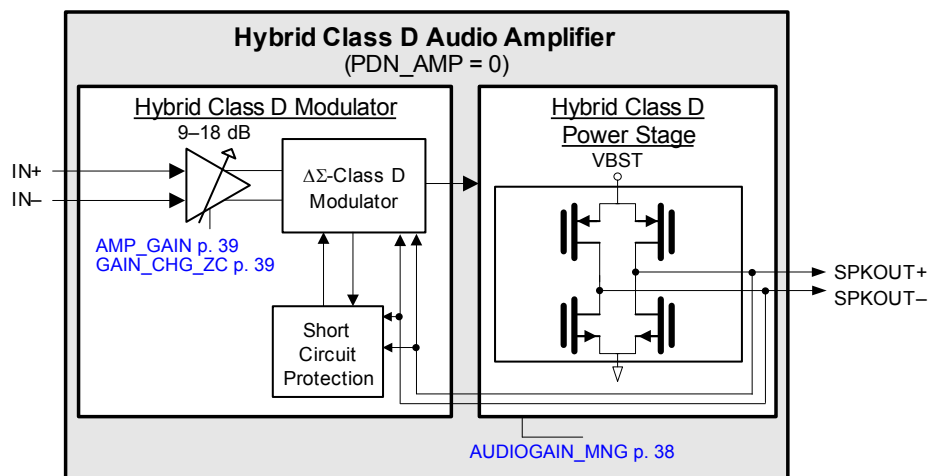 Hybrid Class D Audio Amplifier
(PDN_AMP = 0)
Hybrid Class D Modulator
9–18 dB
IN+
IN–
ΔΣ-Class D
Modulator
AMP_GAIN p. 39
GAIN_CHG_ZC p. 39
Short
Circuit
Protection
Hybrid Class D
Power Stage
VBST
SPKOUT+
SPKOUT–
AUDIOGAIN_MNG p. 38